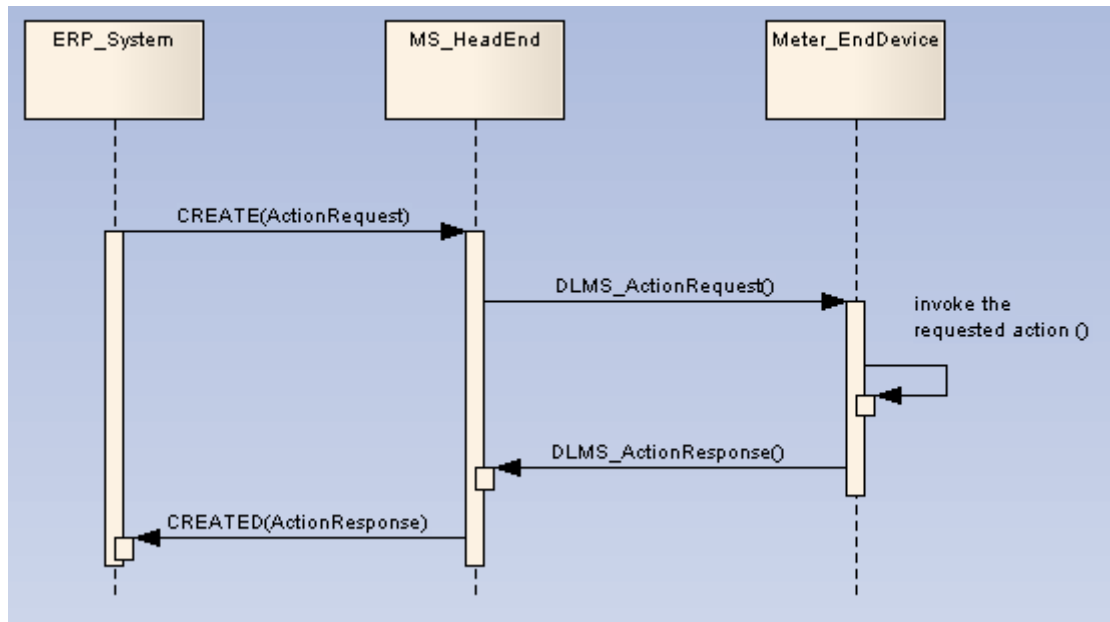 ERP_System
MS_HeadEnd
Meter_EndDevice
CREATE(ActionRequest)
DLMS_ActionRequest()
invoke the
requested action ()
DLMS_ActionResponse()
CREATED(ActionResponse)